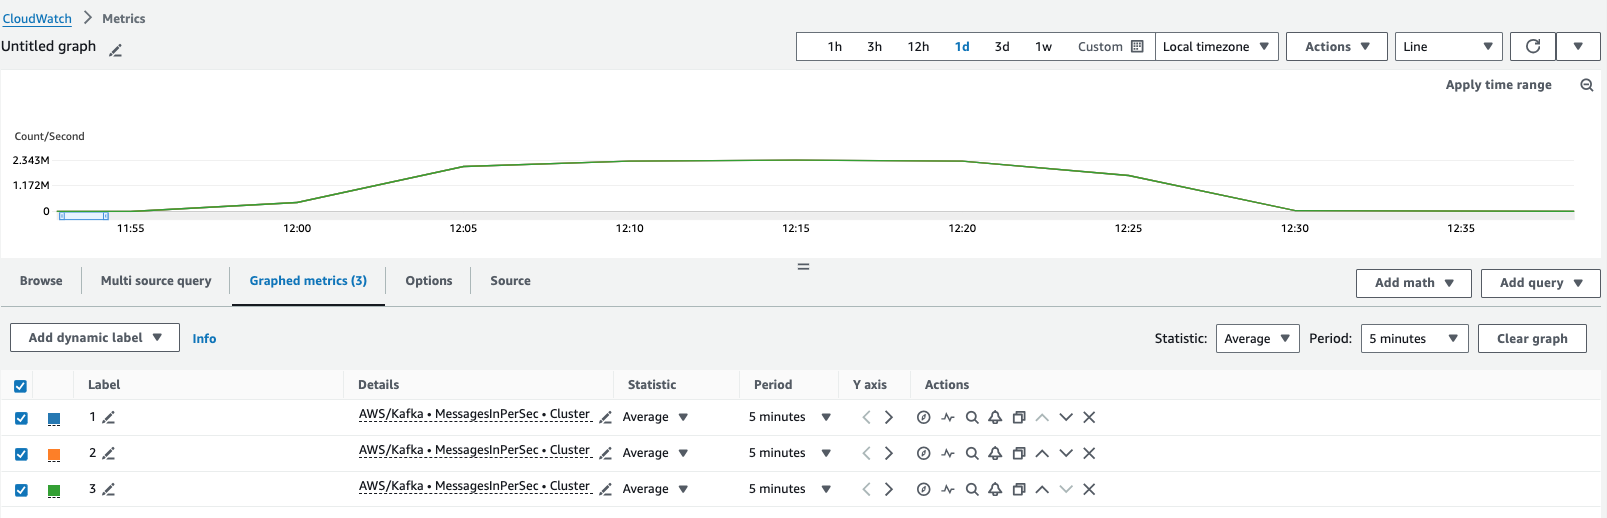 CloudWatch > Metrics
Untitled graph
1h 3h 12h 1d 3d 1w Custom Local timezone Actions Line
Apply time range
Count/Second
2.343M
1.172M
0
11:55 12:00 12:05 12:10 12:15 12:20 12:25 12:30 12:35
Browse Multi source query Graphed metrics (3) Options Source Add math Add query
Add dynamic label Info Statistic: Average Period: 5 minutes Clear graph
Label Details Statistic Period Y axis Actions
1 AWS/Kafka • MessagesInPerSec • Cluster Average 5 minutes
2 AWS/Kafka • MessagesInPerSec • Cluster Average 5 minutes
3 AWS/Kafka • MessagesInPerSec • Cluster Average 5 minutes